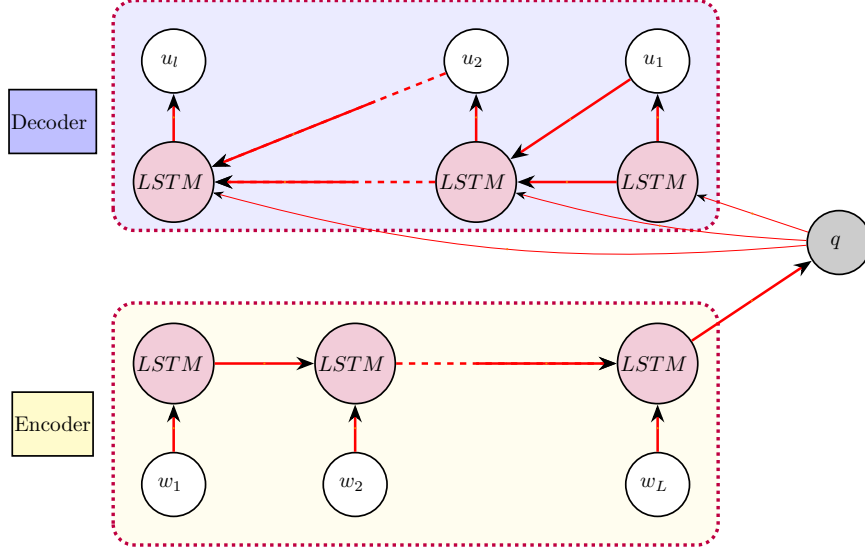 u_l u_2 u_1
Decoder
LSTM LSTM LSTM
q
LSTM LSTM LSTM
Encoder
w_1 w_2 w_L